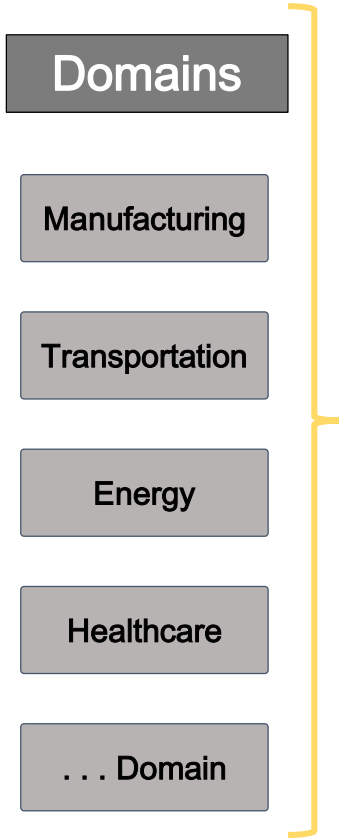 Domains
Manufacturing
Transportation
Energy
Healthcare
. . . Domain